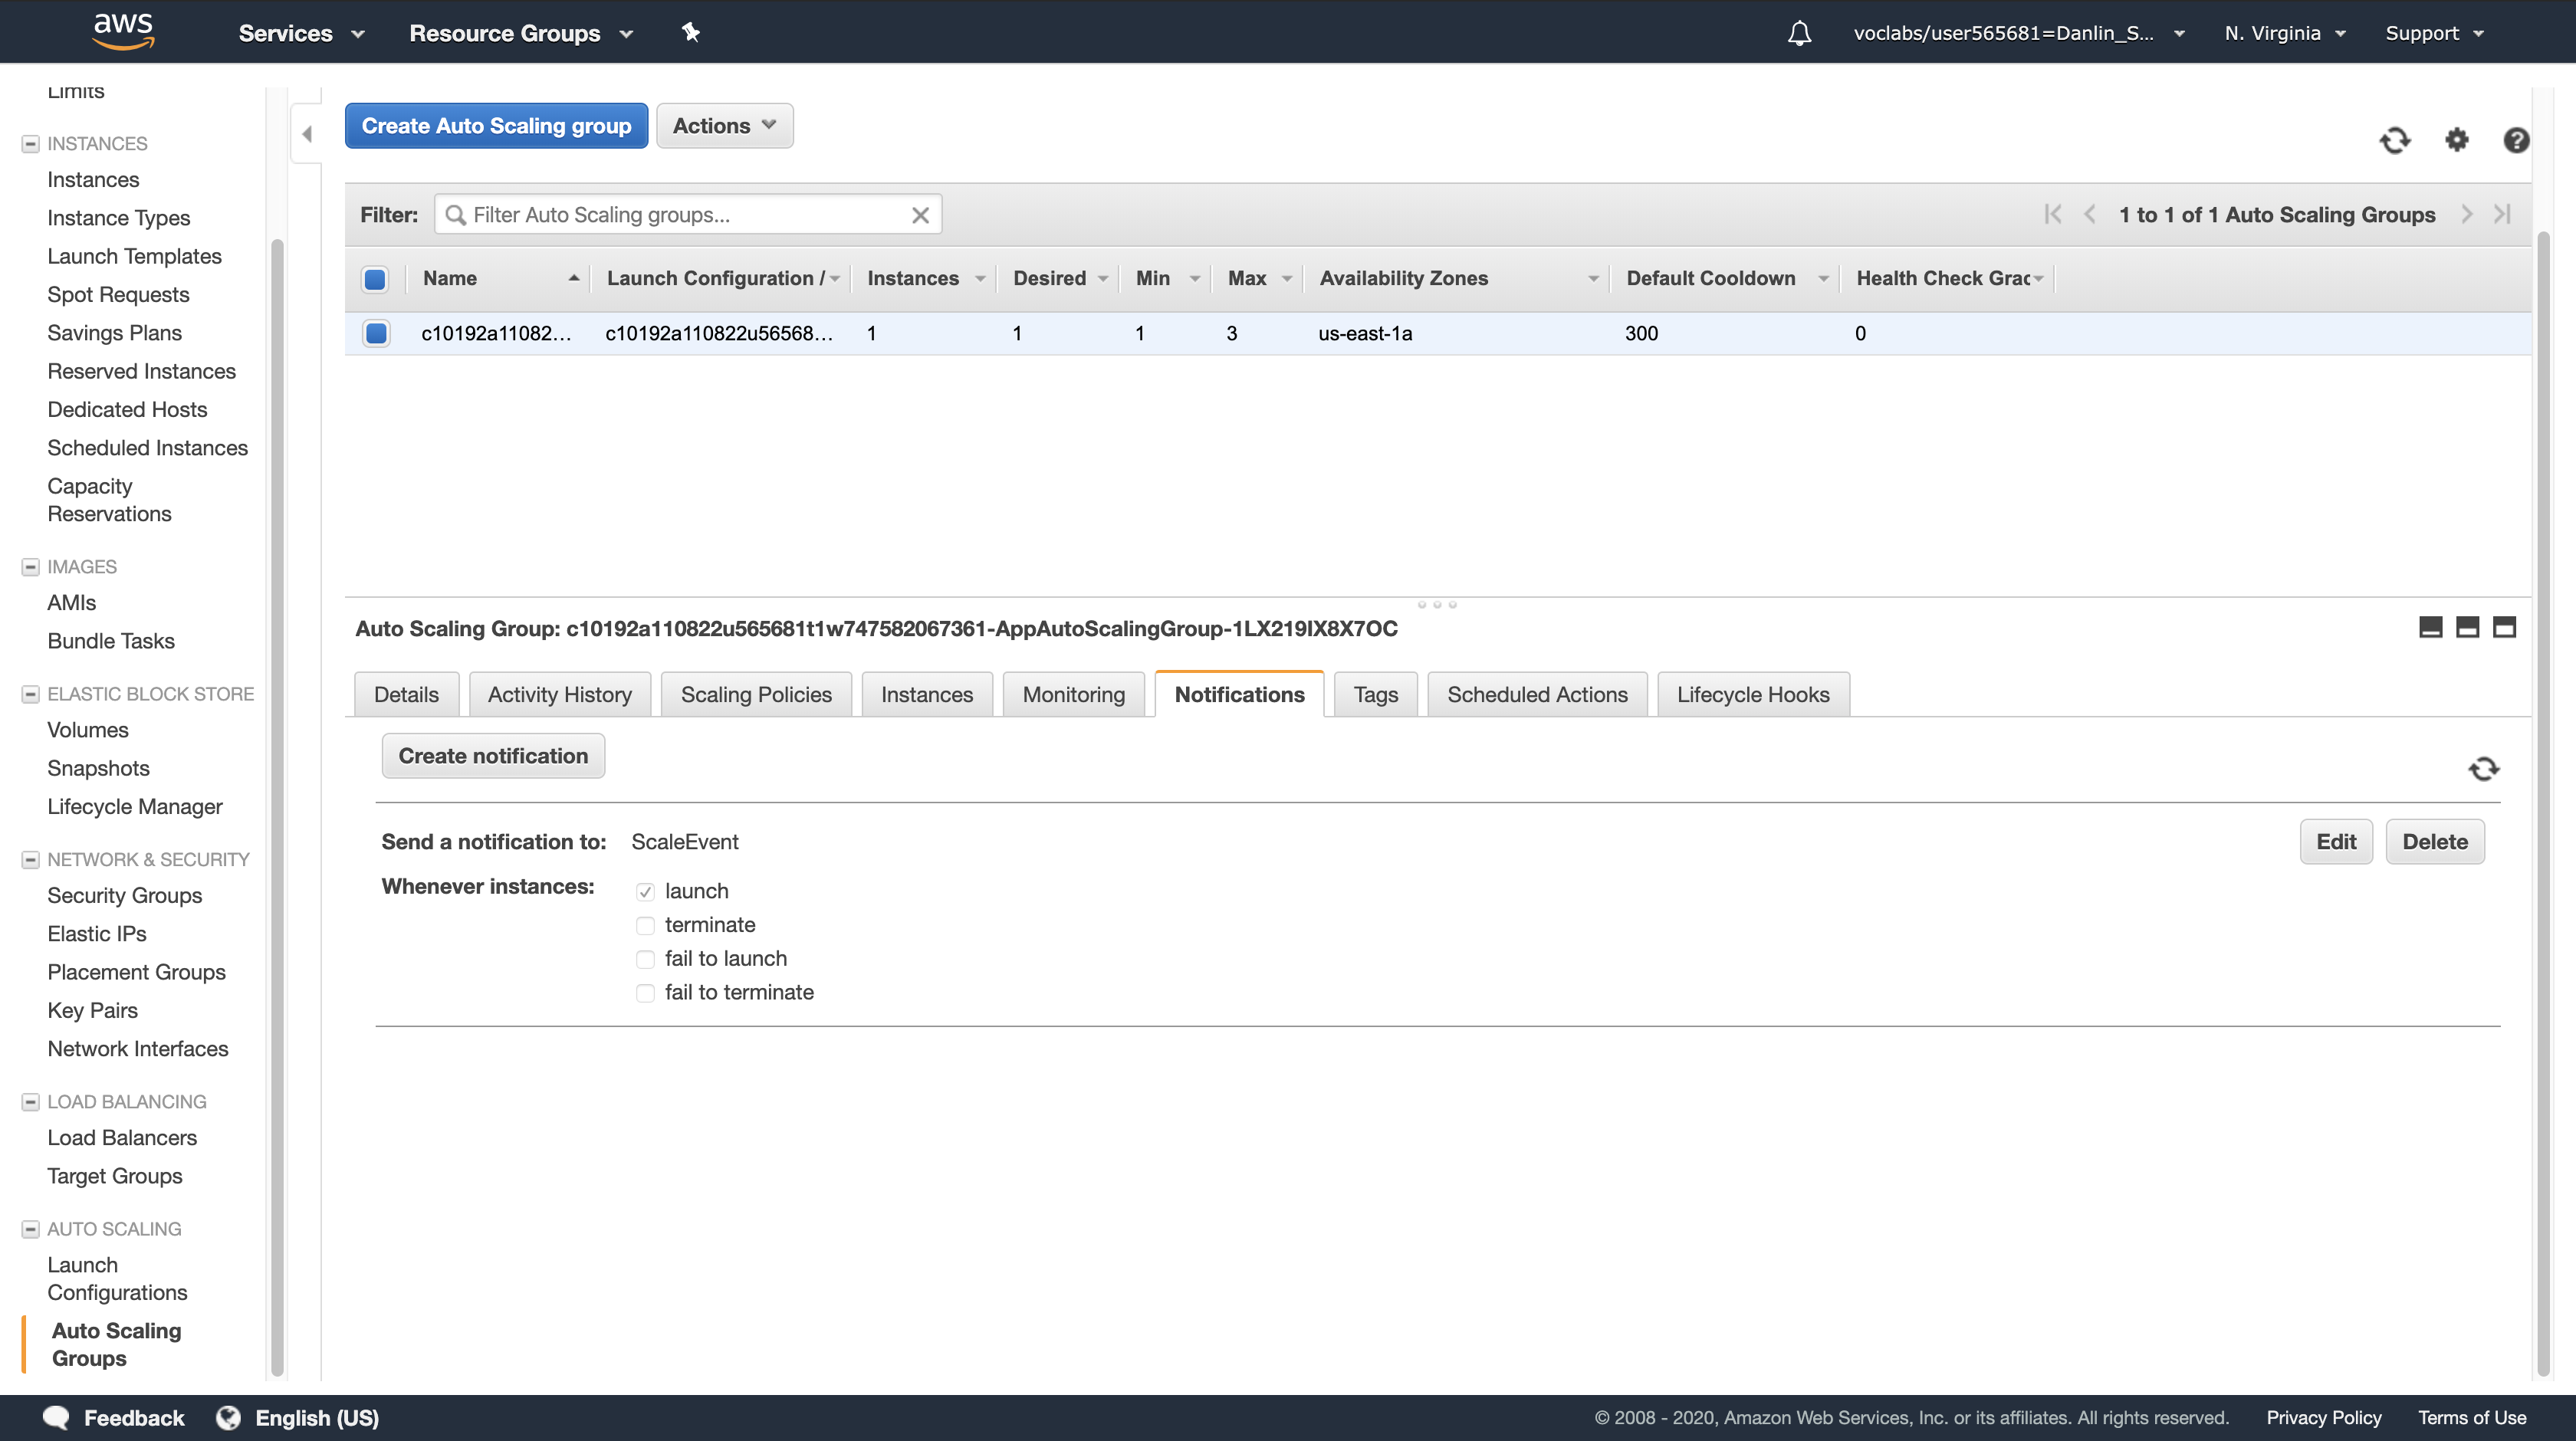 aws
Services
Resource Groups
voclabs/user565681=Danlin_S...
N. Virginia
Support
Limits
INSTANCES
Instances
Instance Types
Launch Templates
Spot Requests
Savings Plans
Reserved Instances
Dedicated Hosts
Scheduled Instances
Capacity
Reservations
IMAGES
AMIs
Bundle Tasks
ELASTIC BLOCK STORE
Volumes
Snapshots
Lifecycle Manager
NETWORK & SECURITY
Security Groups
Elastic IPs
Placement Groups
Key Pairs
Network Interfaces
LOAD BALANCING
Load Balancers
Target Groups
AUTO SCALING
Launch
Configurations
Auto Scaling
Groups
Create Auto Scaling group
Actions
?
Filter:
Filter Auto Scaling groups...
1 to 1 of 1 Auto Scaling Groups
Name
Launch Configuration /
Instances
Desired
Min
Max
Availability Zones
Default Cooldown
Health Check Grac
c10192a11082...
c10192a110822u56568...
1
1
1
3
us-east-1a
300
0
Auto Scaling Group: c10192a110822u565681t1w747582067361-AppAutoScalingGroup-1LX219IX8X7OC
Details
Activity History
Scaling Policies
Instances
Monitoring
Notifications
Tags
Scheduled Actions
Lifecycle Hooks
Create notification
Send a notification to: ScaleEvent
Edit
Delete
Whenever instances:
launch
terminate
fail to launch
fail to terminate
Feedback
English (US)
© 2008 - 2020, Amazon Web Services, Inc. or its affiliates. All rights reserved.
Privacy Policy
Terms of Use